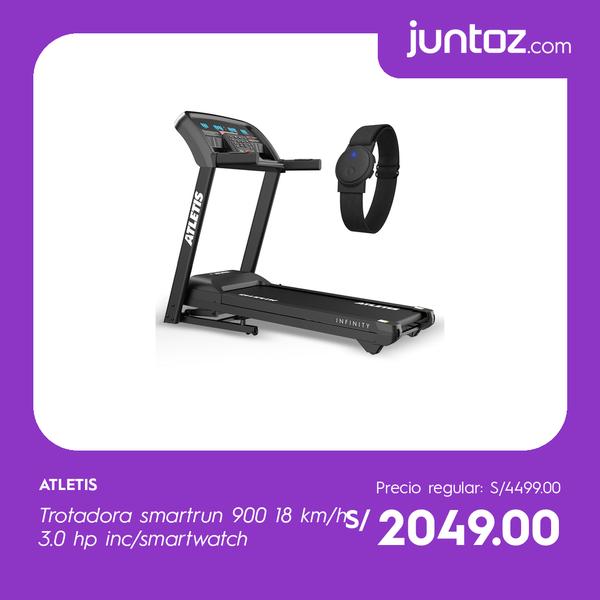 juntoz.com
ATLETIS
ATLETIS
INFINITY
ATLETIS
Precio regular: S/4499.00
Trotadora smartrun 900 18 km/h
3.0 hp inc/smartwatch
S/ 2049.00